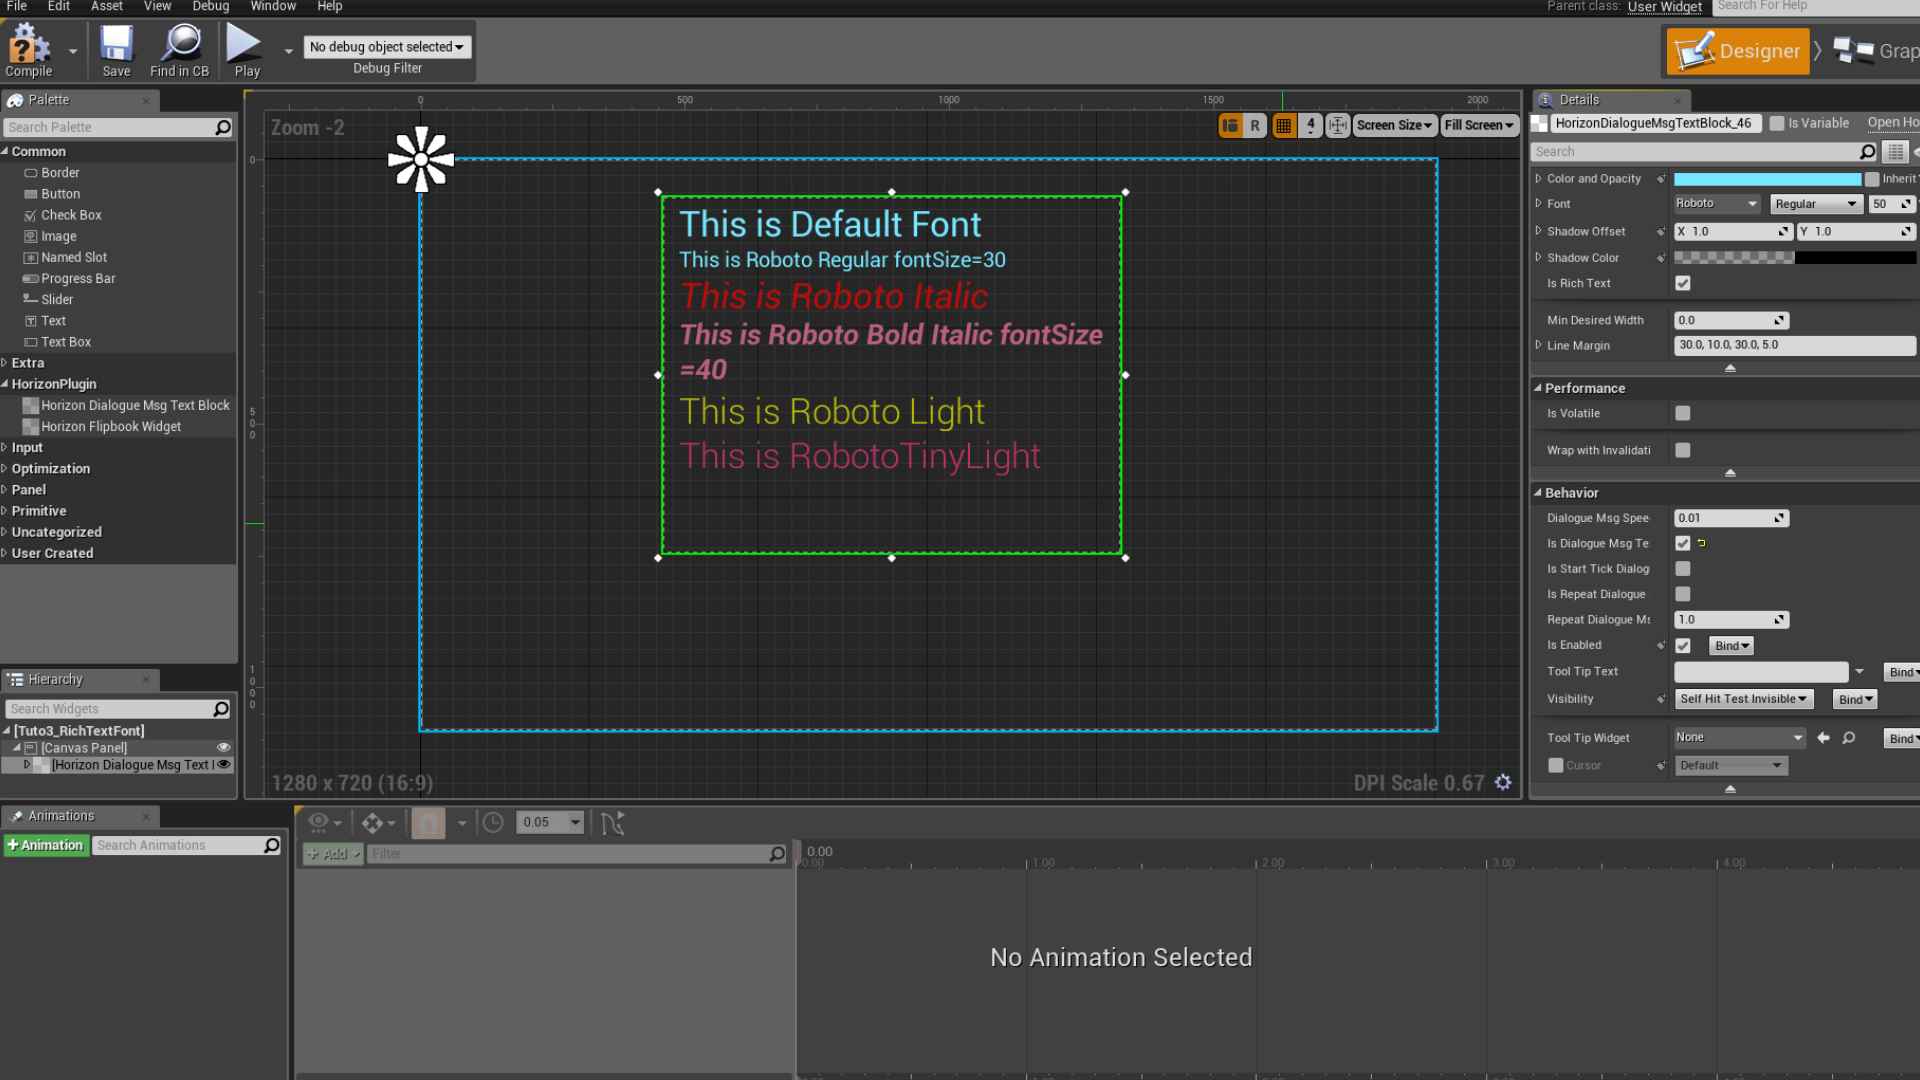 File Edit Asset View Debug Window Help
Parent class: User Widget Search For Help
Compile Save Find in CB Play
No debug object selected
Debug Filter
Designer
Grap
Palette
Search Palette
Common
Border
Button
Check Box
Image
Named Slot
Progress Bar
Slider
Text
Text Box
Extra
HorizonPlugin
Horizon Dialogue Msg Text Block
Horizon Flipbook Widget
Input
Optimization
Panel
Primitive
Uncategorized
User Created
Hierarchy
Search Widgets
[Tuto3_RichTextFont]
[Canvas Panel]
[Horizon Dialogue Msg Text I
0 500 1000 1500 2000
0
500
1000
Zoom -2
R 4 Screen Size Fill Screen
This is Default Font
This is Roboto Regular fontSize=30
This is Roboto Italic
This is Roboto Bold Italic fontSize
=40
This is Roboto Light
This is RobotoTinyLight
1280 x 720 (16:9)
DPI Scale 0.67
Details
HorizonDialogueMsgTextBlock_46 Is Variable Open Ho
Search
Color and Opacity Inherit
Font Roboto Regular 50
Shadow Offset X 1.0 Y 1.0
Shadow Color
Is Rich Text
Min Desired Width 0.0
Line Margin 30.0, 10.0, 30.0, 5.0
Performance
Is Volatile
Wrap with Invalidati
Behavior
Dialogue Msg Spee 0.01
Is Dialogue Msg Te
Is Start Tick Dialog
Is Repeat Dialogue
Repeat Dialogue Ms 1.0
Is Enabled Bind
Tool Tip Text Bind
Visibility Self Hit Test Invisible Bind
Tool Tip Widget None Bind
Cursor Default
Animations
+Animation Search Animations
0.05
+ Add Filter
0.00
0.00 1.00 2.00 3.00 4.00
No Animation Selected